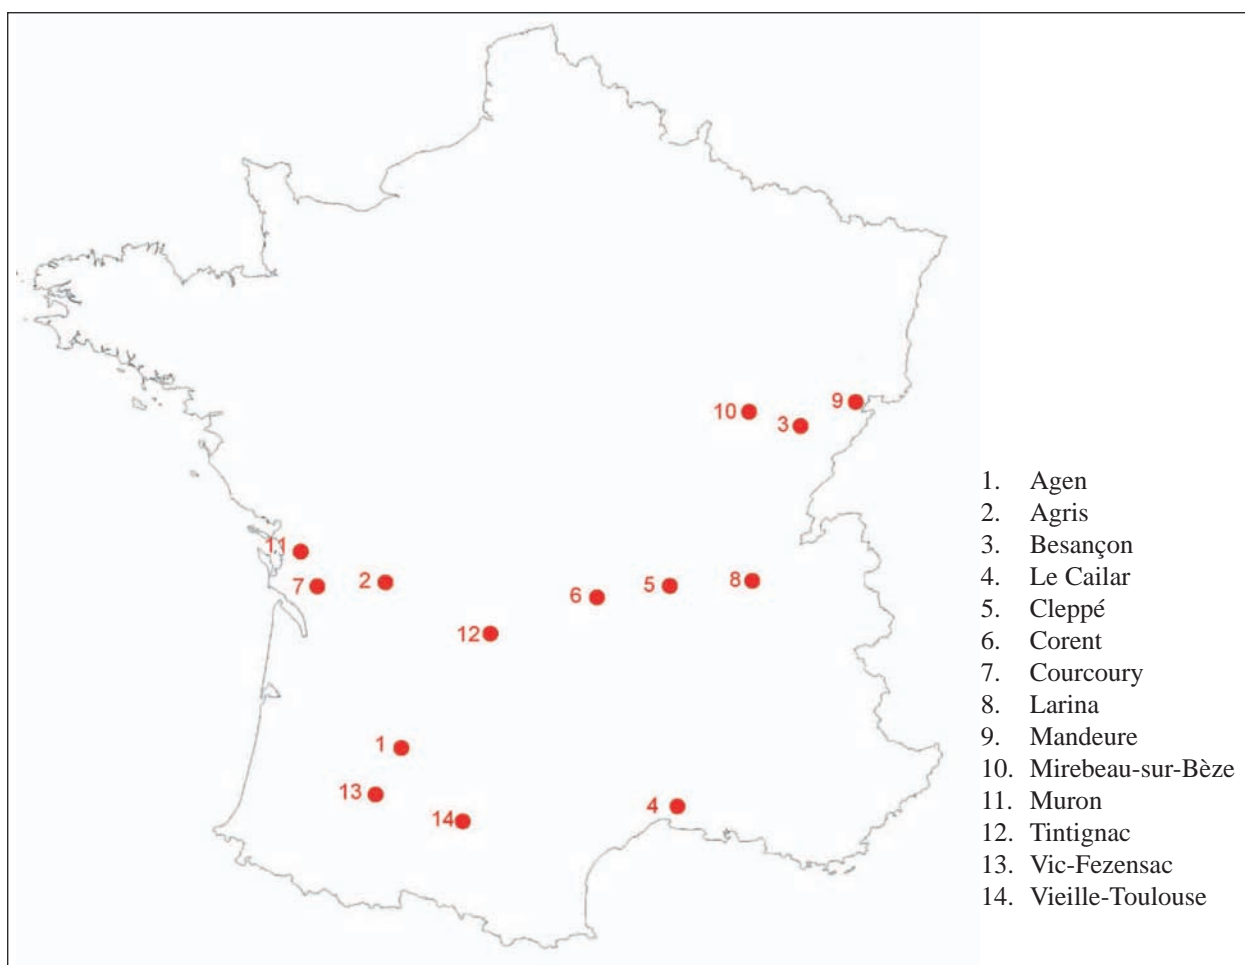 10
9
3
11
7
2
6
5
8
12
1
13
14
4
1. Agen
2. Agris
3. Besançon
4. Le Cailar
5. Cleppé
6. Corent
7. Courcoury
8. Larina
9. Mandeure
10. Mirebeau-sur-Bèze
11. Muron
12. Tintignac
13. Vic-Fezensac
14. Vieille-Toulouse